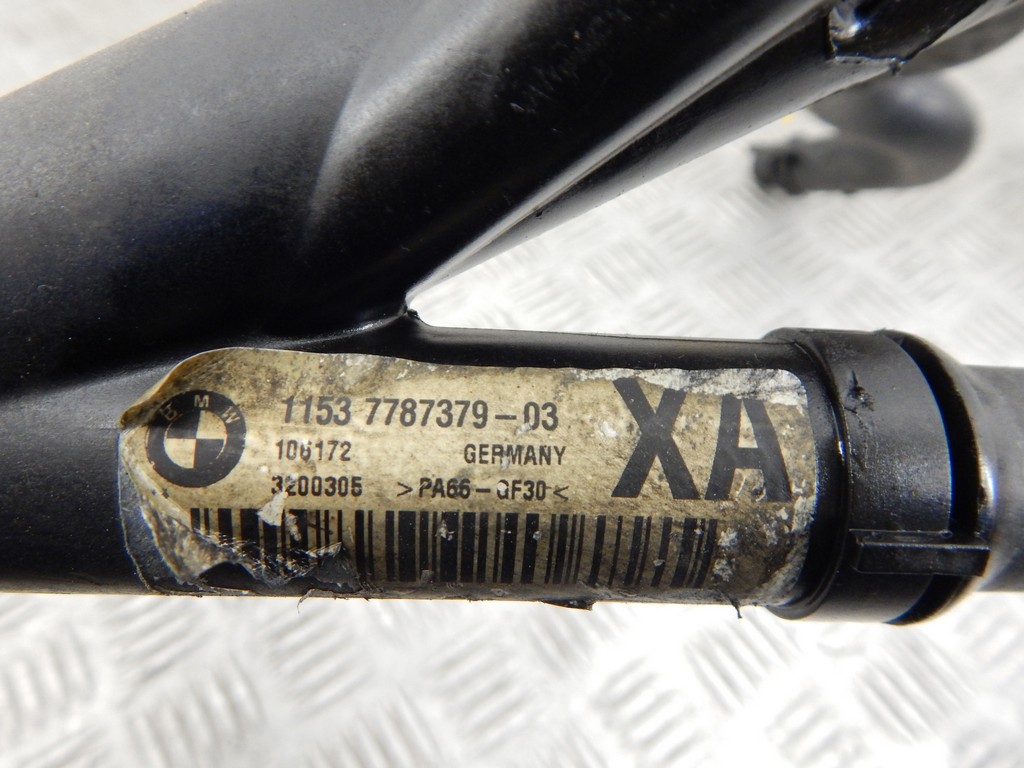 BMW
1153 7787379-03
XA
106172 GERMANY
3200305 >PA66-GF30<